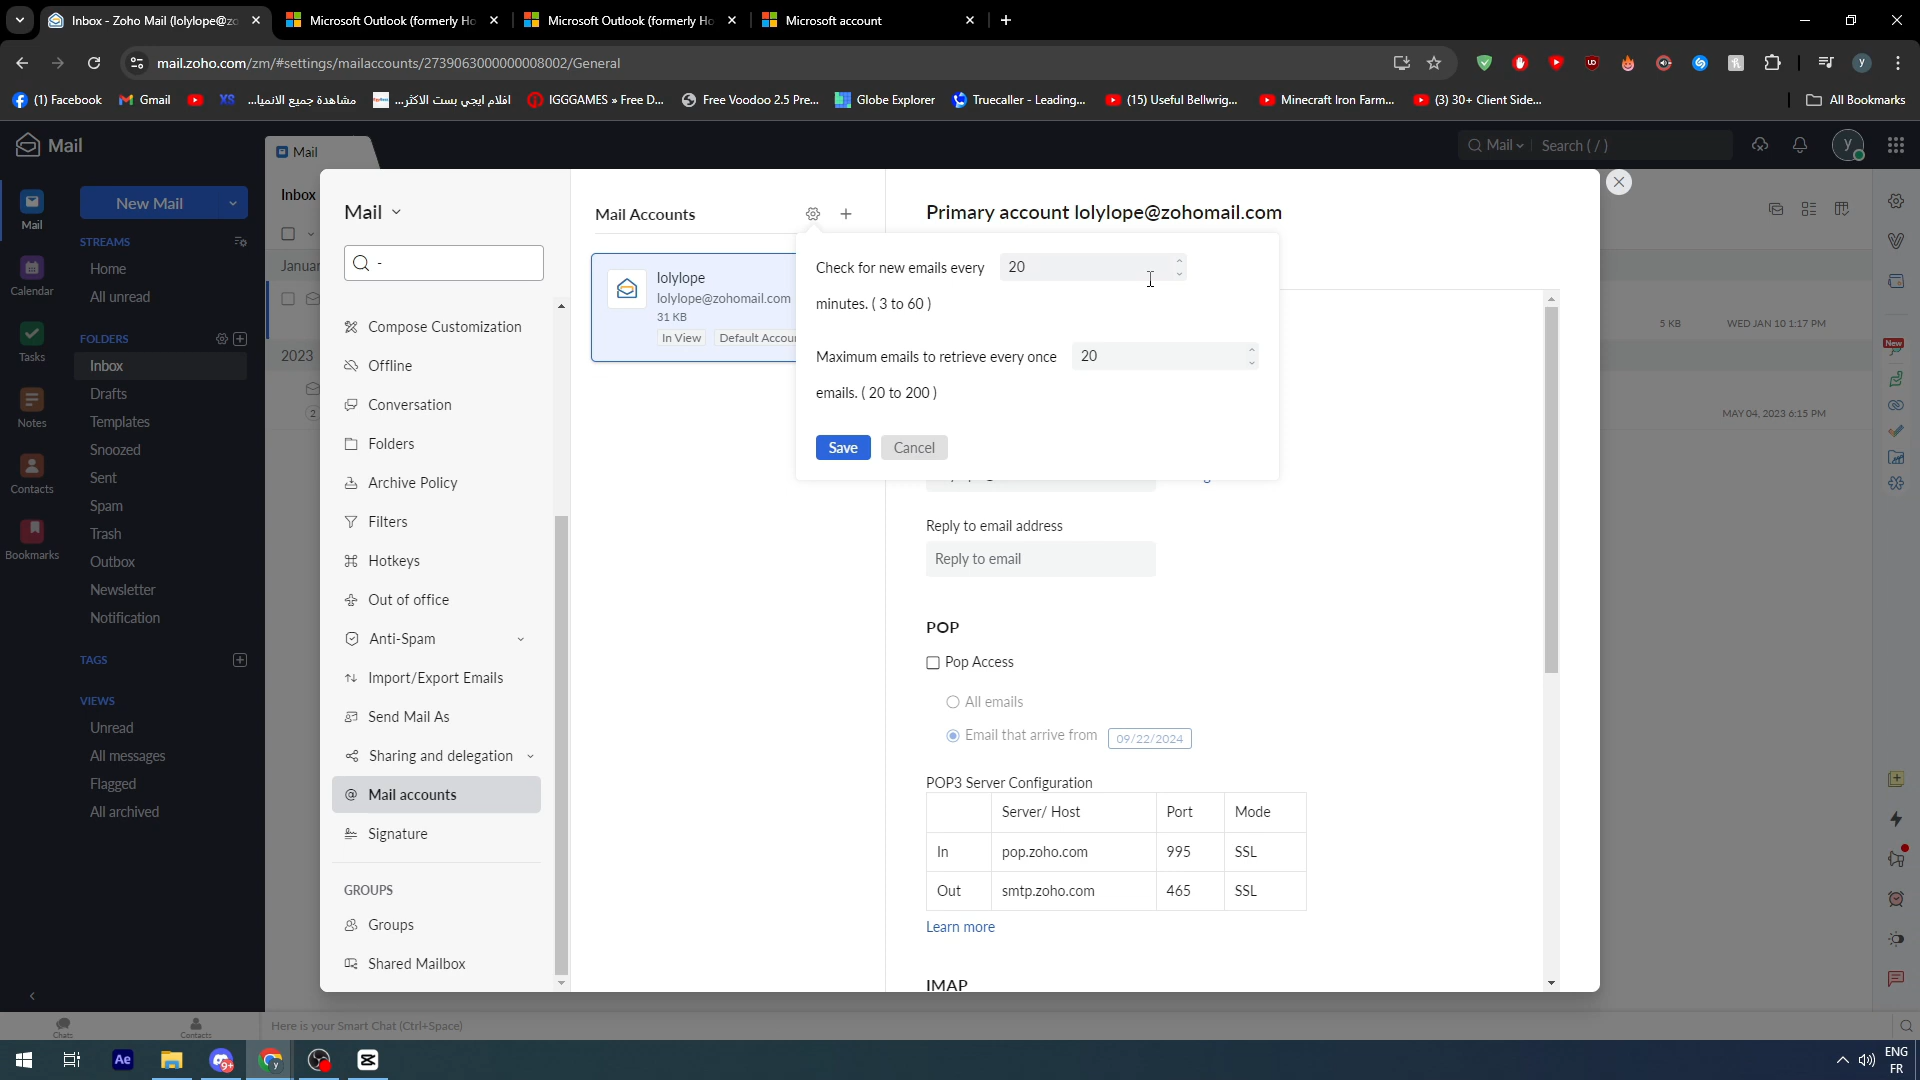 Inbox - Zoho Mail (lolylope@zo
Microsoft Outlook (formerly Ho
Microsoft Outlook (formerly Ho
Microsoft account
mail.zoho.com/zm/#settings/mailaccounts/2739063000000008002/General
y
(1) Facebook
Gmail
XS
مشاهدة جميع الانميا...
افلام ايجي بست الاكثر...
IGGGAMES » Free D...
Free Voodoo 2.5 Pre...
Globe Explorer
Truecaller - Leading...
(15) Useful Bellwrig...
Minecraft Iron Farm...
(3) 30+ Client Side...
All Bookmarks
Mail
Mail
Mail
Search ( / )
y
Mail
Calendar
Tasks
Notes
Contacts
Bookmarks
New Mail
STREAMS
Home
All unread
FOLDERS
Inbox
Drafts
Templates
Snoozed
Sent
Spam
Trash
Outbox
Newsletter
Notification
TAGS
VIEWS
Unread
All messages
Flagged
All archived
Inbox
Januar
2023
2
Mail
-
Compose Customization
Offline
Conversation
Folders
Archive Policy
Filters
Hotkeys
Out of office
Anti-Spam
Import/Export Emails
Send Mail As
Sharing and delegation
Mail accounts
Signature
GROUPS
Groups
Shared Mailbox
Mail Accounts
lolylope
lolylope@zohomail.com
31 KB
In View
Default Accou
Primary account lolylope@zohomail.com
Check for new emails every 20
minutes. ( 3 to 60 )
Maximum emails to retrieve every once 20
emails. ( 20 to 200 )
Save
Cancel
Reply to email address
Reply to email
POP
Pop Access
All emails
Email that arrive from 09/22/2024
POP3 Server Configuration
Server/ Host Port Mode
In pop.zoho.com 995 SSL
Out smtp.zoho.com 465 SSL
Learn more
IMAP
5 KB
WED JAN 10 1:17 PM
MAY 04, 2023 6:15 PM
New
Chats
Contacts
Here is your Smart Chat (Ctrl+Space)
Ae
9+
ENG
FR